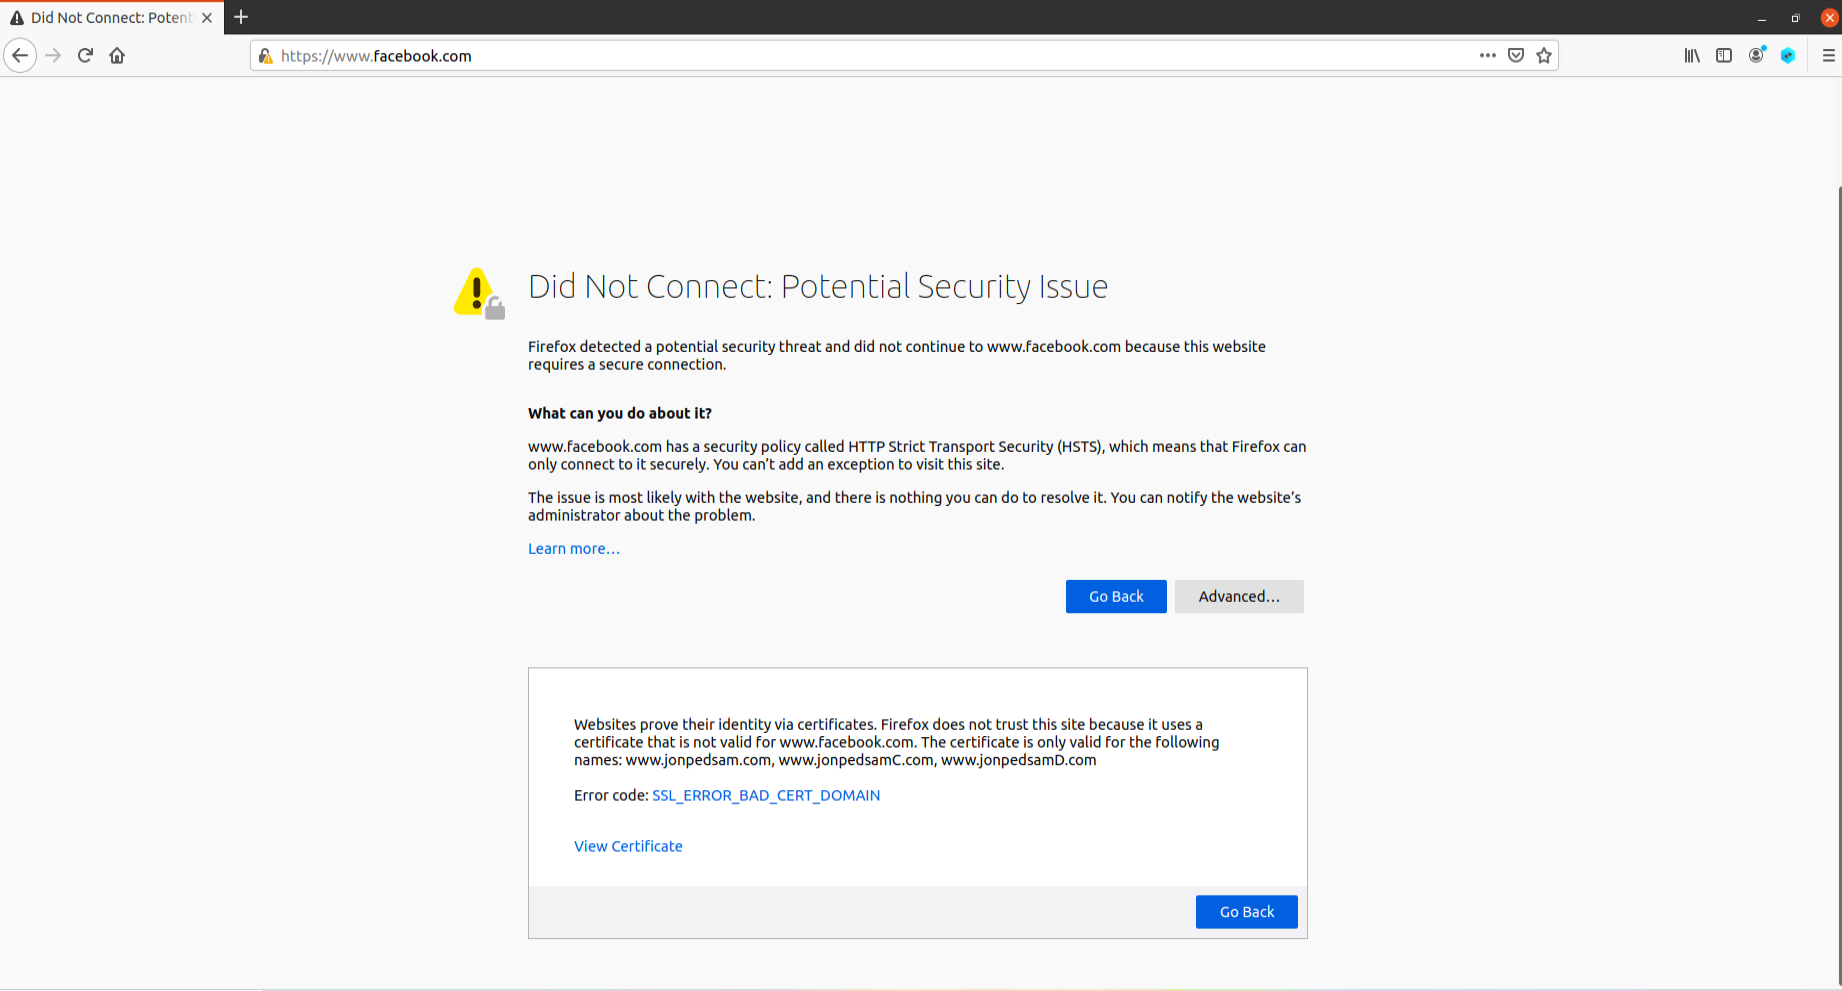 Did Not Connect: Potent
https://www.facebook.com
Did Not Connect: Potential Security Issue
Firefox detected a potential security threat and did not continue to www.facebook.com because this website
requires a secure connection.
What can you do about it?
www.facebook.com has a security policy called HTTP Strict Transport Security (HSTS), which means that Firefox can
only connect to it securely. You can’t add an exception to visit this site.
The issue is most likely with the website, and there is nothing you can do to resolve it. You can notify the website’s
administrator about the problem.
Learn more…
Go Back Advanced…
Websites prove their identity via certificates. Firefox does not trust this site because it uses a
certificate that is not valid for www.facebook.com. The certificate is only valid for the following
names: www.jonpedsam.com, www.jonpedsamC.com, www.jonpedsamD.com
Error code: SSL_ERROR_BAD_CERT_DOMAIN
View Certificate
Go Back